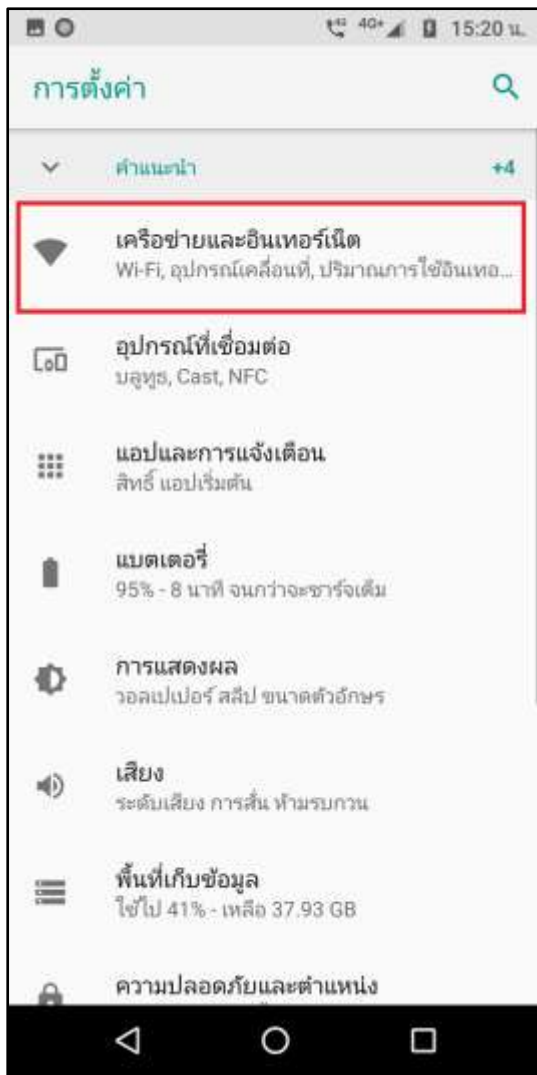 4G+ 15:20 น.
การตั้งค่า
คำแนะนำ +4
เครือข่ายและอินเทอร์เน็ต
Wi-Fi, อุปกรณ์เคลื่อนที่, ปริมาณการใช้อินเทอ...
อุปกรณ์ที่เชื่อมต่อ
บลูทูธ, Cast, NFC
แอปและการแจ้งเตือน
สิทธิ์ แอปเริ่มต้น
แบตเตอรี่
95% - 8 นาที จนกว่าจะชาร์จเต็ม
การแสดงผล
วอลเปเปอร์ สลีป ขนาดตัวอักษร
เสียง
ระดับเสียง การสั่น ห้ามรบกวน
พื้นที่เก็บข้อมูล
ใช้ไป 41% - เหลือ 37.93 GB
ความปลอดภัยและตำแหน่ง